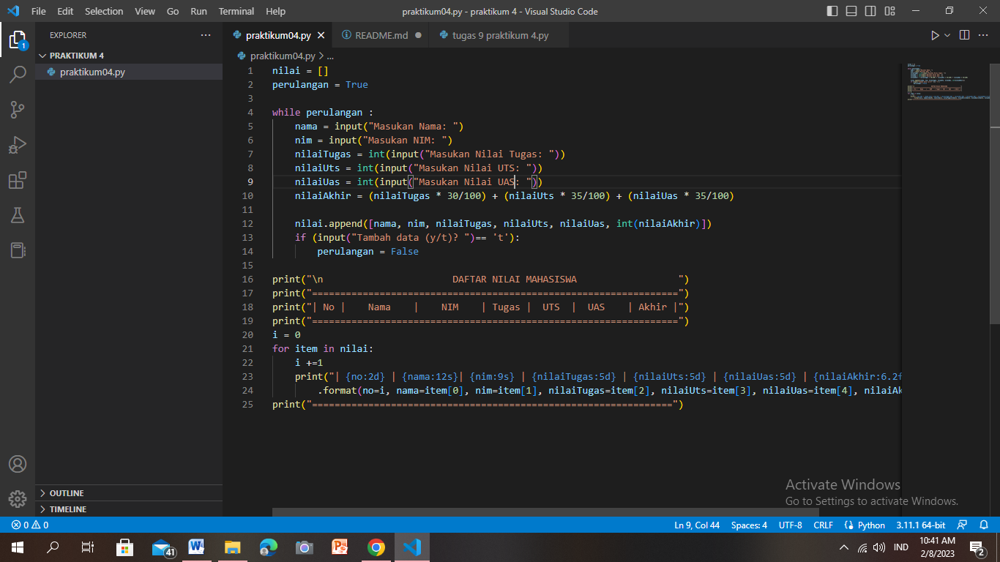 File Edit Selection View Go Run Terminal Help praktikum04.py - praktikum 4 - Visual Studio Code
EXPLORER
PRAKTIKUM 4
praktikum04.py
OUTLINE
TIMELINE
1
praktikum04.py README.md tugas 9 praktikum 4.py
praktikum04.py > ...
1 nilai = []
2 perulangan = True
3
4 while perulangan :
5     nama = input("Masukan Nama: ")
6     nim = input("Masukan NIM: ")
7     nilaiTugas = int(input("Masukan Nilai Tugas: "))
8     nilaiUts = int(input("Masukan Nilai UTS: "))
9     nilaiUas = int(input("Masukan Nilai UAS: "))
10     nilaiAkhir = (nilaiTugas * 30/100) + (nilaiUts * 35/100) + (nilaiUas * 35/100)
11
12     nilai.append([nama, nim, nilaiTugas, nilaiUts, nilaiUas, int(nilaiAkhir)])
13     if (input("Tambah data (y/t)? ")== 't'):
14         perulangan = False
15
16 print("\n                       DAFTAR NILAI MAHASISWA                  ")
17 print("=================================================================")
18 print("| No |    Nama    |    NIM    | Tugas |  UTS  |  UAS    | Akhir |")
19 print("=================================================================")
20 i = 0
21 for item in nilai:
22     i +=1
23     print("| {no:2d} | {nama:12s}| {nim:9s} | {nilaiTugas:5d} | {nilaiUts:5d} | {nilaiUas:5d} | {nilaiAkhir:6.2f
24         .format(no=i, nama=item[0], nim=item[1], nilaiTugas=item[2], nilaiUts=item[3], nilaiUas=item[4], nilaiAk
25 print("================================================================")
Activate Windows
Go to Settings to activate Windows.
0 0 Ln 9, Col 44 Spaces: 4 UTF-8 CRLF Python 3.11.1 64-bit
41 IND 10:41 AM
2/8/2023 2